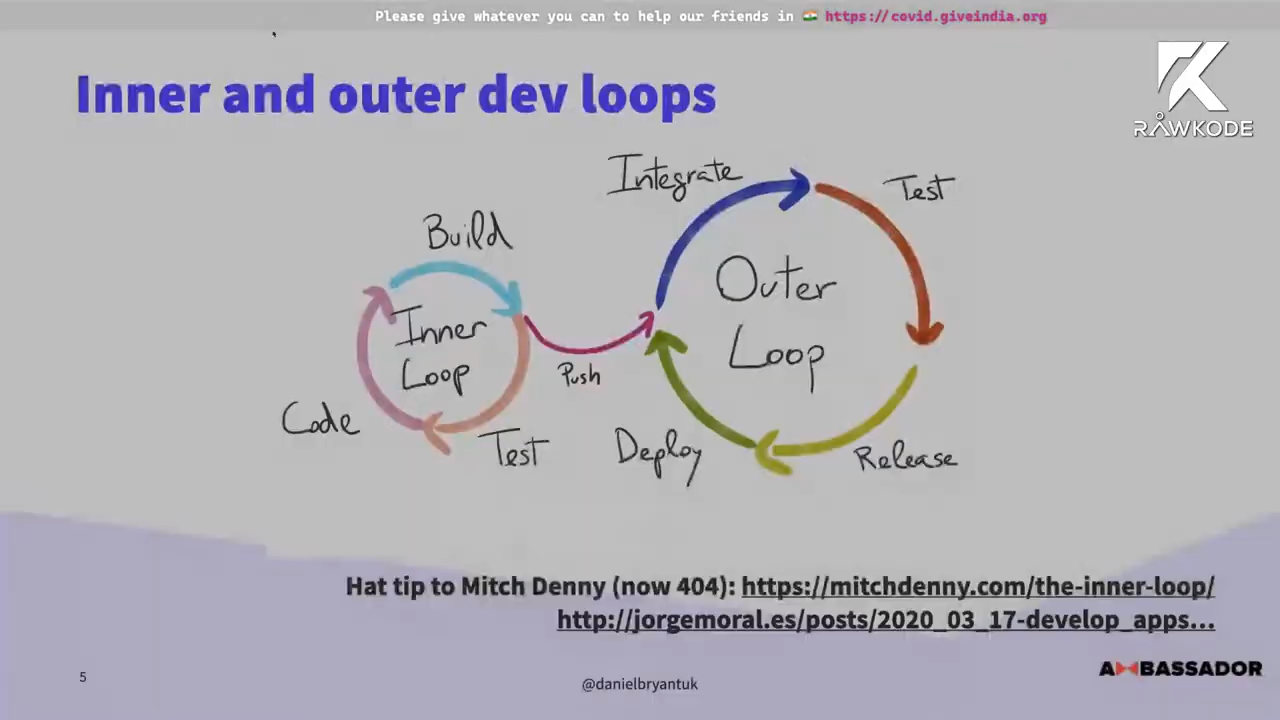 Please give whatever you can to help our friends in 🇮🇳 https://covid.giveindia.org
RAWKODE
Inner and outer dev loops
Integrate
Test
Build
Outer
Loop
Inner
Loop
Push
Code
Test
Deploy
Release
Hat tip to Mitch Denny (now 404): https://mitchdenny.com/the-inner-loop/
http://jorgemoral.es/posts/2020_03_17-develop_apps...
5
@danielbryantuk
AMBASSADOR